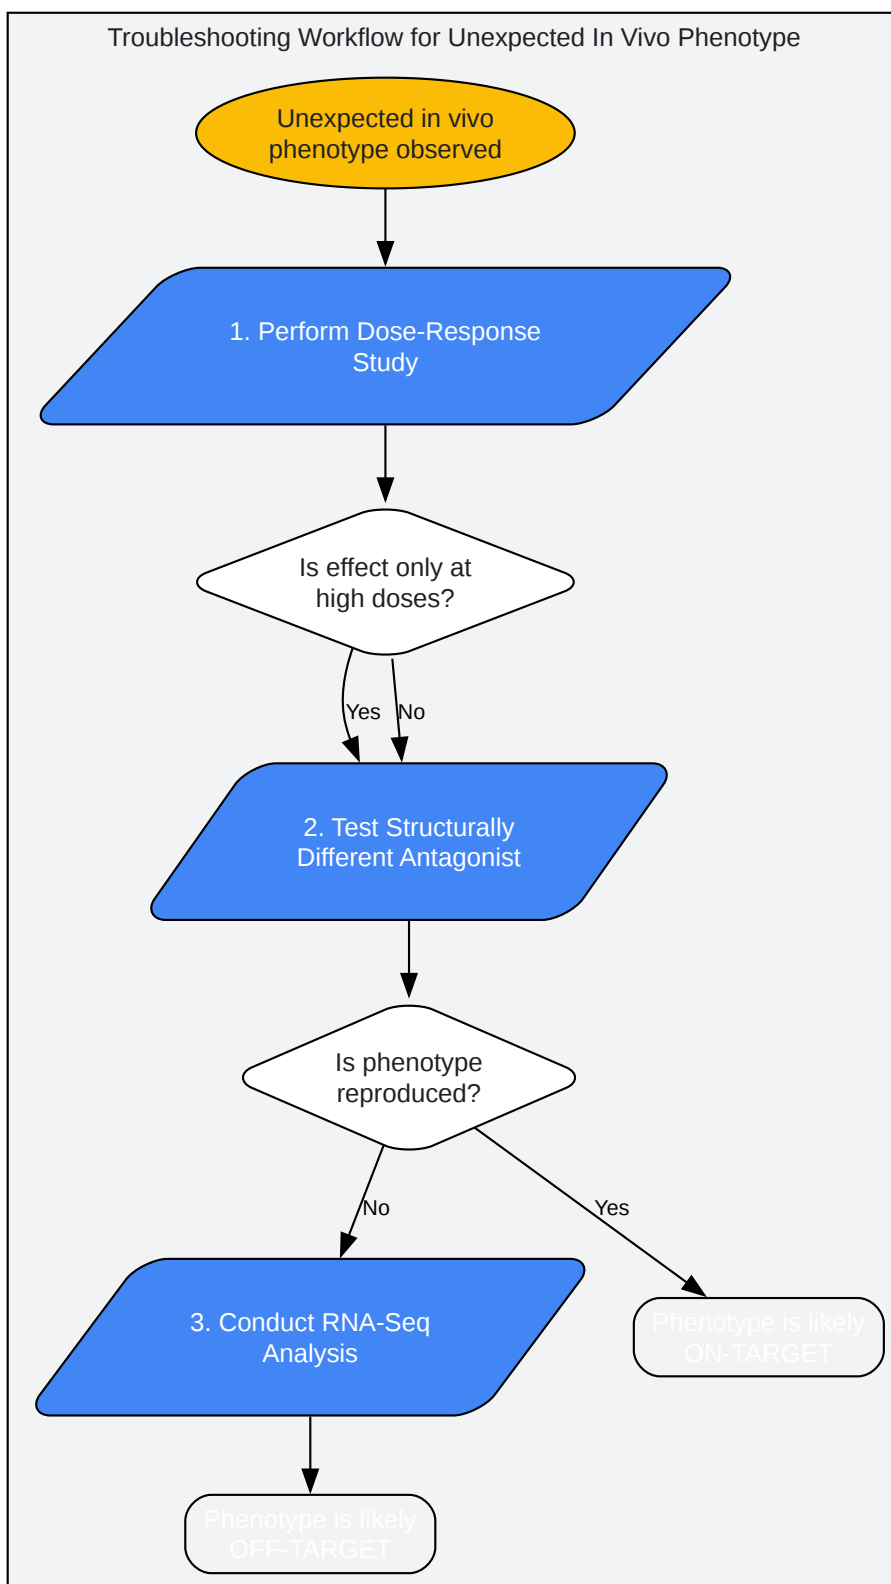 Troubleshooting Workflow for Unexpected In Vivo Phenotype
Unexpected in vivo
phenotype observed
1. Perform Dose-Response
Study
Is effect only at
high doses?
Yes
No
2. Test Structurally
Different Antagonist
Is phenotype
reproduced?
No
Yes
3. Conduct RNA-Seq
Analysis
Phenotype is likely
ON-TARGET
Phenotype is likely
OFF-TARGET